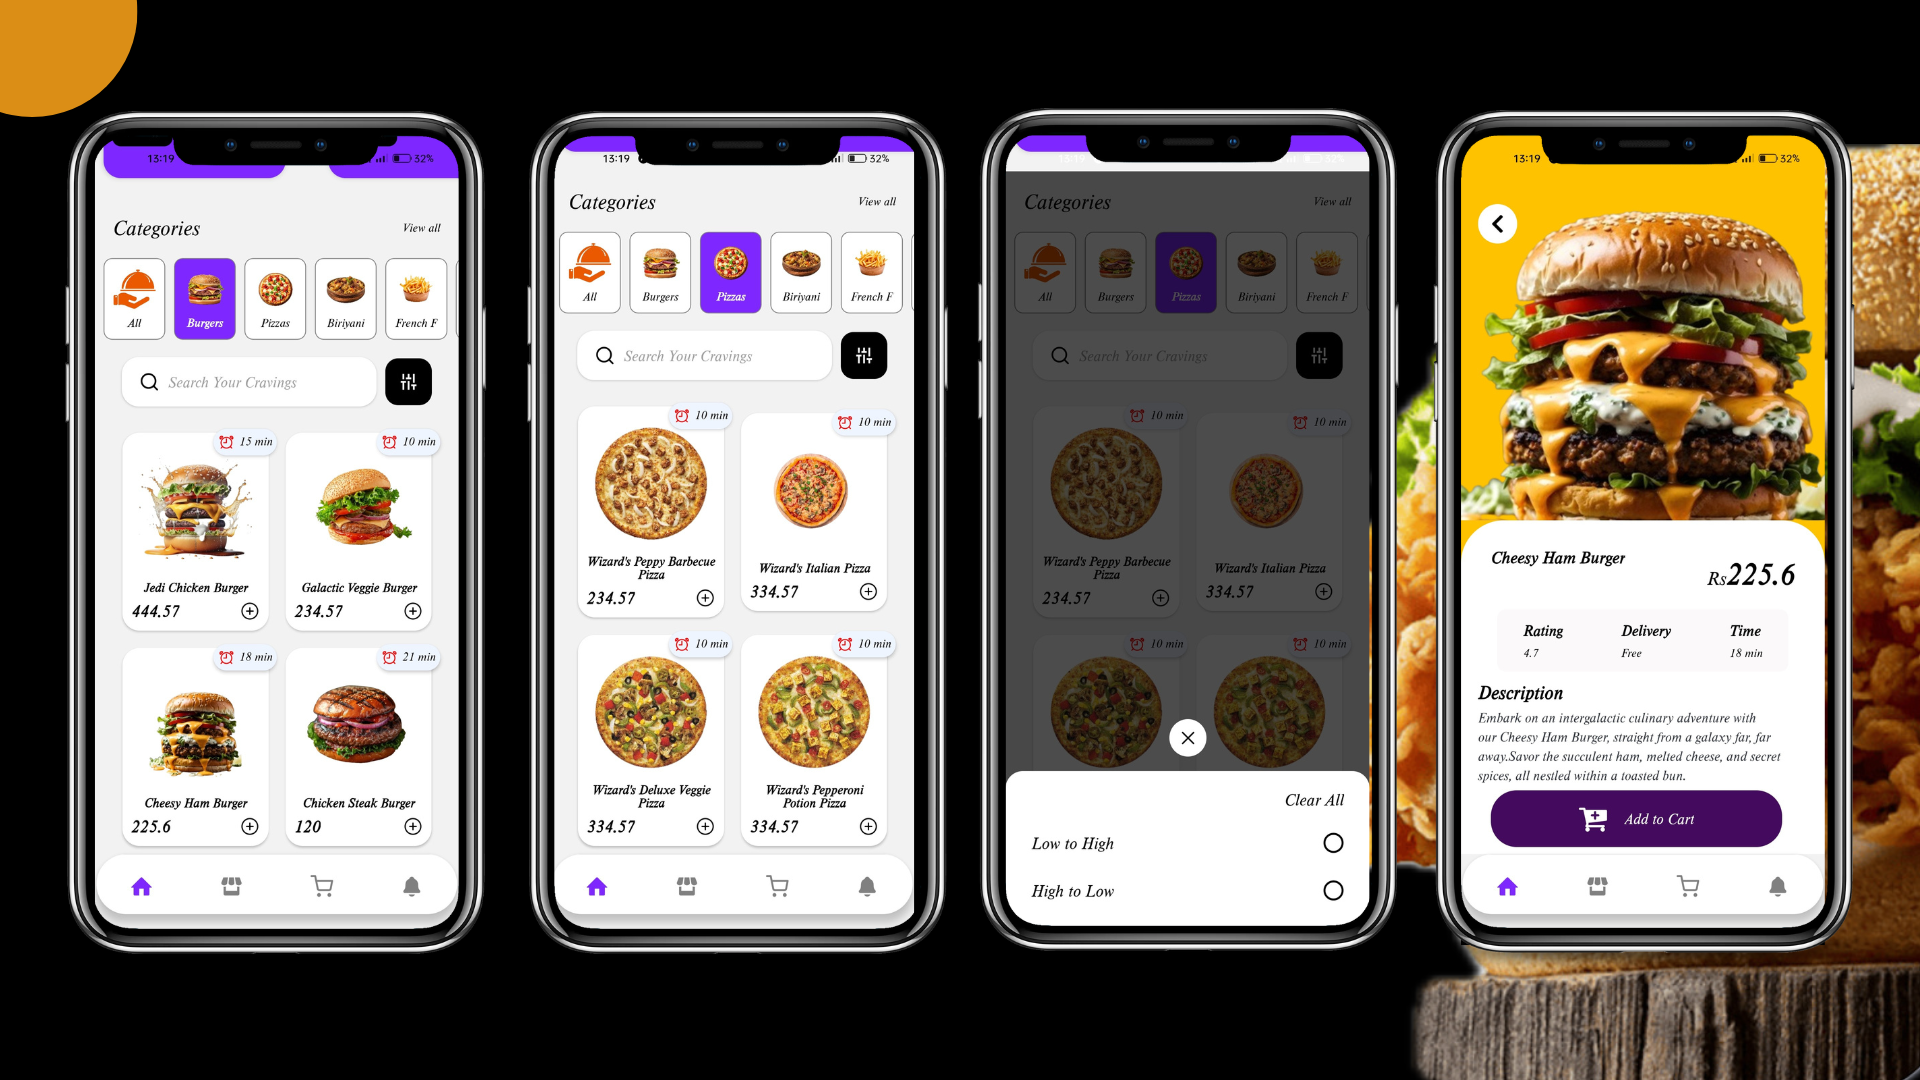 13:19
32%
Categories
View all
All
Burgers
Pizzas
Biriyani
French F
Search Your Cravings
15 min
10 min
Jedi Chicken Burger
Galactic Veggie Burger
444.57
234.57
18 min
21 min
Cheesy Ham Burger
Chicken Steak Burger
225.6
120
13:19
32%
Categories
View all
All
Burgers
Pizzas
Biriyani
French F
Search Your Cravings
10 min
10 min
Wizard's Peppy Barbecue
Pizza
Wizard's Italian Pizza
234.57
334.57
10 min
10 min
Wizard's Deluxe Veggie
Pizza
Wizard's Pepperoni
Potion Pizza
334.57
334.57
13:19
32%
Categories
View all
All
Burgers
Pizzas
Biriyani
French F
Search Your Cravings
10 min
10 min
Wizard's Peppy Barbecue
Pizza
Wizard's Italian Pizza
234.57
334.57
10 min
10 min
Clear All
Low to High
High to Low
13:19
32%
Cheesy Ham Burger
Rs225.6
Rating
Delivery
Time
4.7
Free
18 min
Description
Embark on an intergalactic culinary adventure with
our Cheesy Ham Burger, straight from a galaxy far, far
away.Savor the succulent ham, melted cheese, and secret
spices, all nestled within a toasted bun.
Add to Cart